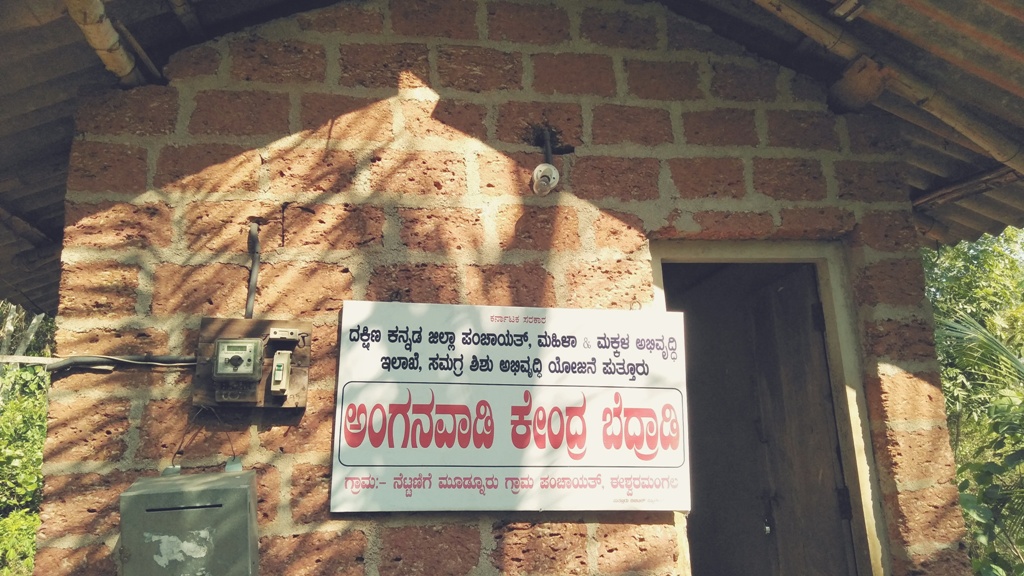 ಕರ್ನಾಟಕ ಸರಕಾರ
ದಕ್ಷಿಣ ಕನ್ನಡ ಜಿಲ್ಲಾ ಪಂಚಾಯತ್, ಮಹಿಳಾ & ಮಕ್ಕಳ ಅಭಿವೃದ್ಧಿ
ಇಲಾಖೆ, ಸಮಗ್ರ ಶಿಶು ಅಭಿವೃದ್ಧಿ ಯೋಜನೆ ಪುತ್ತೂರು
ಅಂಗನವಾಡಿ ಕೇಂದ್ರ ಬೆದ್ರಾಡಿ
ಗ್ರಾಮ:- ನೆಟ್ಟಣಿಗೆ ಮೂಡ್ನೂರು ಗ್ರಾಮ ಪಂಚಾಯತ್, ಈಶ್ವರಮಂಗಲ